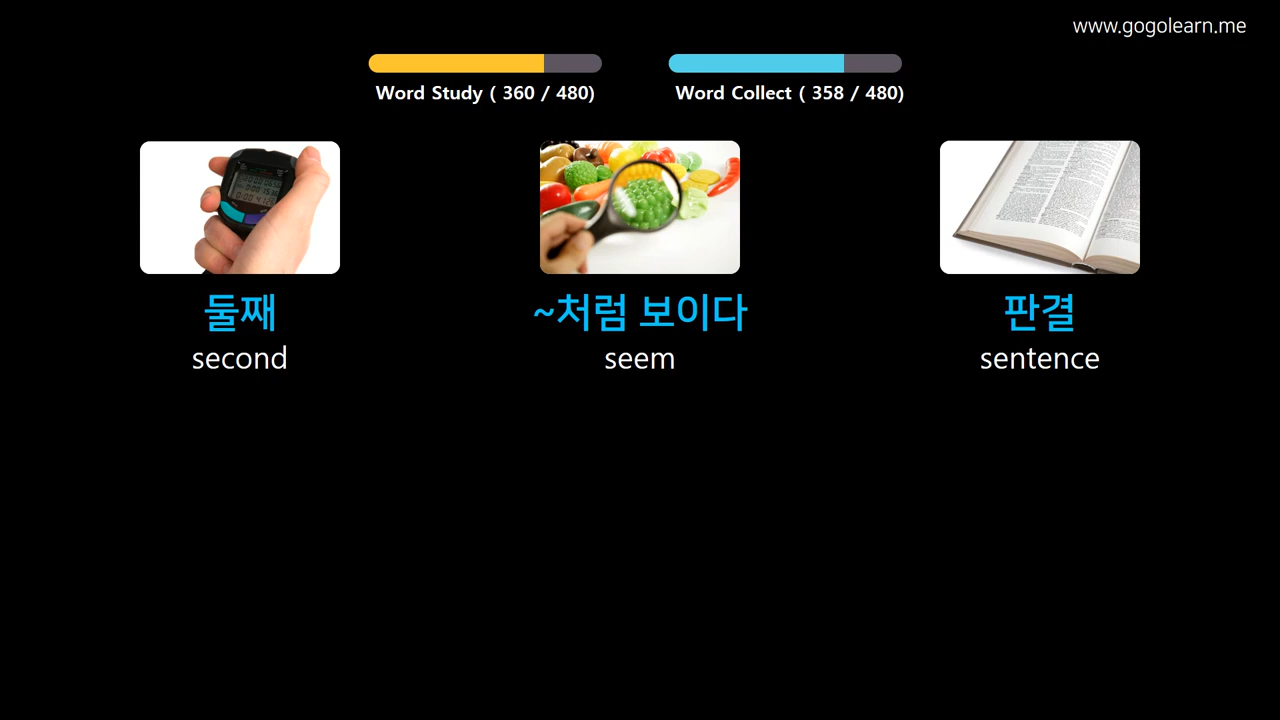 www.gogolearn.me
Word Study ( 360 / 480)
Word Collect ( 358 / 480)
둘째
second
~처럼 보이다
seem
판결
sentence